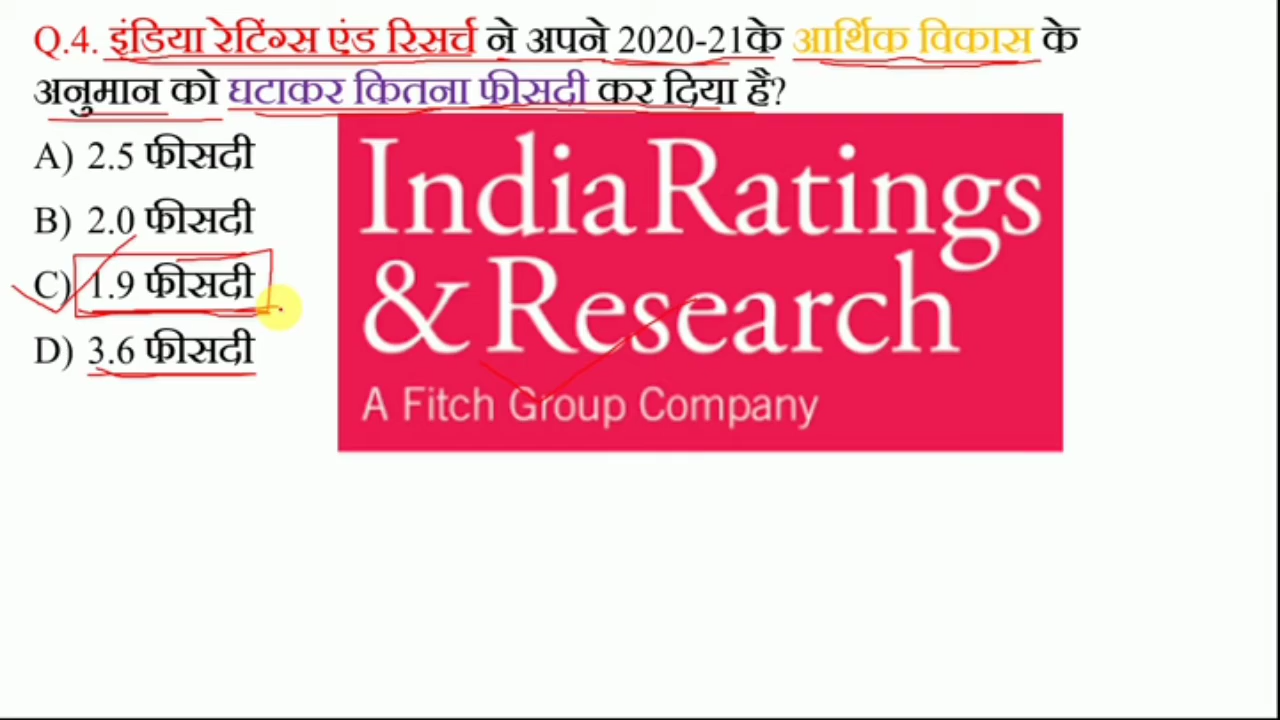 Q.4. इंडिया रेटिंग्स एंड रिसर्च ने अपने 2020-21के आर्थिक विकास के
अनुमान को घटाकर कितना फीसदी कर दिया है?
A) 2.5 फीसदी
B) 2.0 फीसदी
C) 1.9 फीसदी
D) 3.6 फीसदी
India Ratings
& Research
A Fitch Group Company